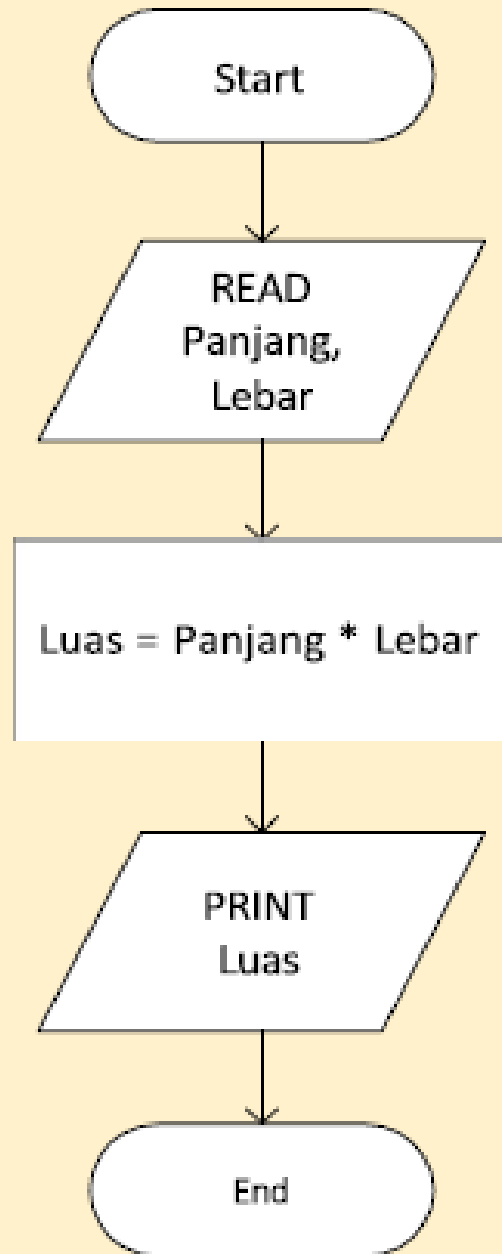 Start
READ
Panjang,
Lebar
Luas = Panjang * Lebar
PRINT
Luas
End